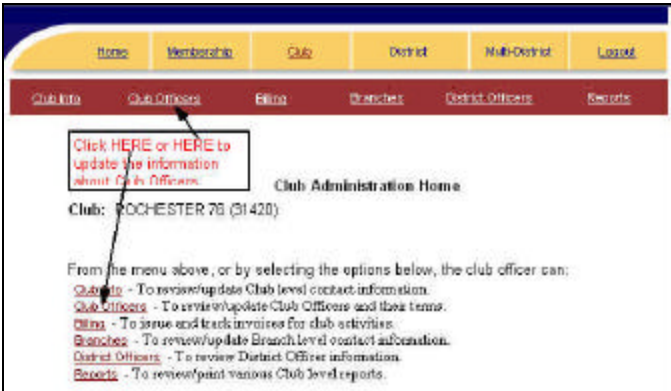 Home Membership Club District Multi-District Logout
Club Info Club Officers Billing Branches District Officers Reports
Click HERE or HERE to
update the information
about Club Officers
Club Administration Home
Club: ROCHESTER 76 (31420)
From the menu above, or by selecting the options below, the club officer can:
Club Info - To review/update Club level contact information.
Club Officers - To review/update Club Officers and their terms.
Billing - To issue and track invoices for club activities.
Branches - To review/update Branch level contact information.
District Officers - To review District Officer information.
Reports - To review/print various Club level reports.